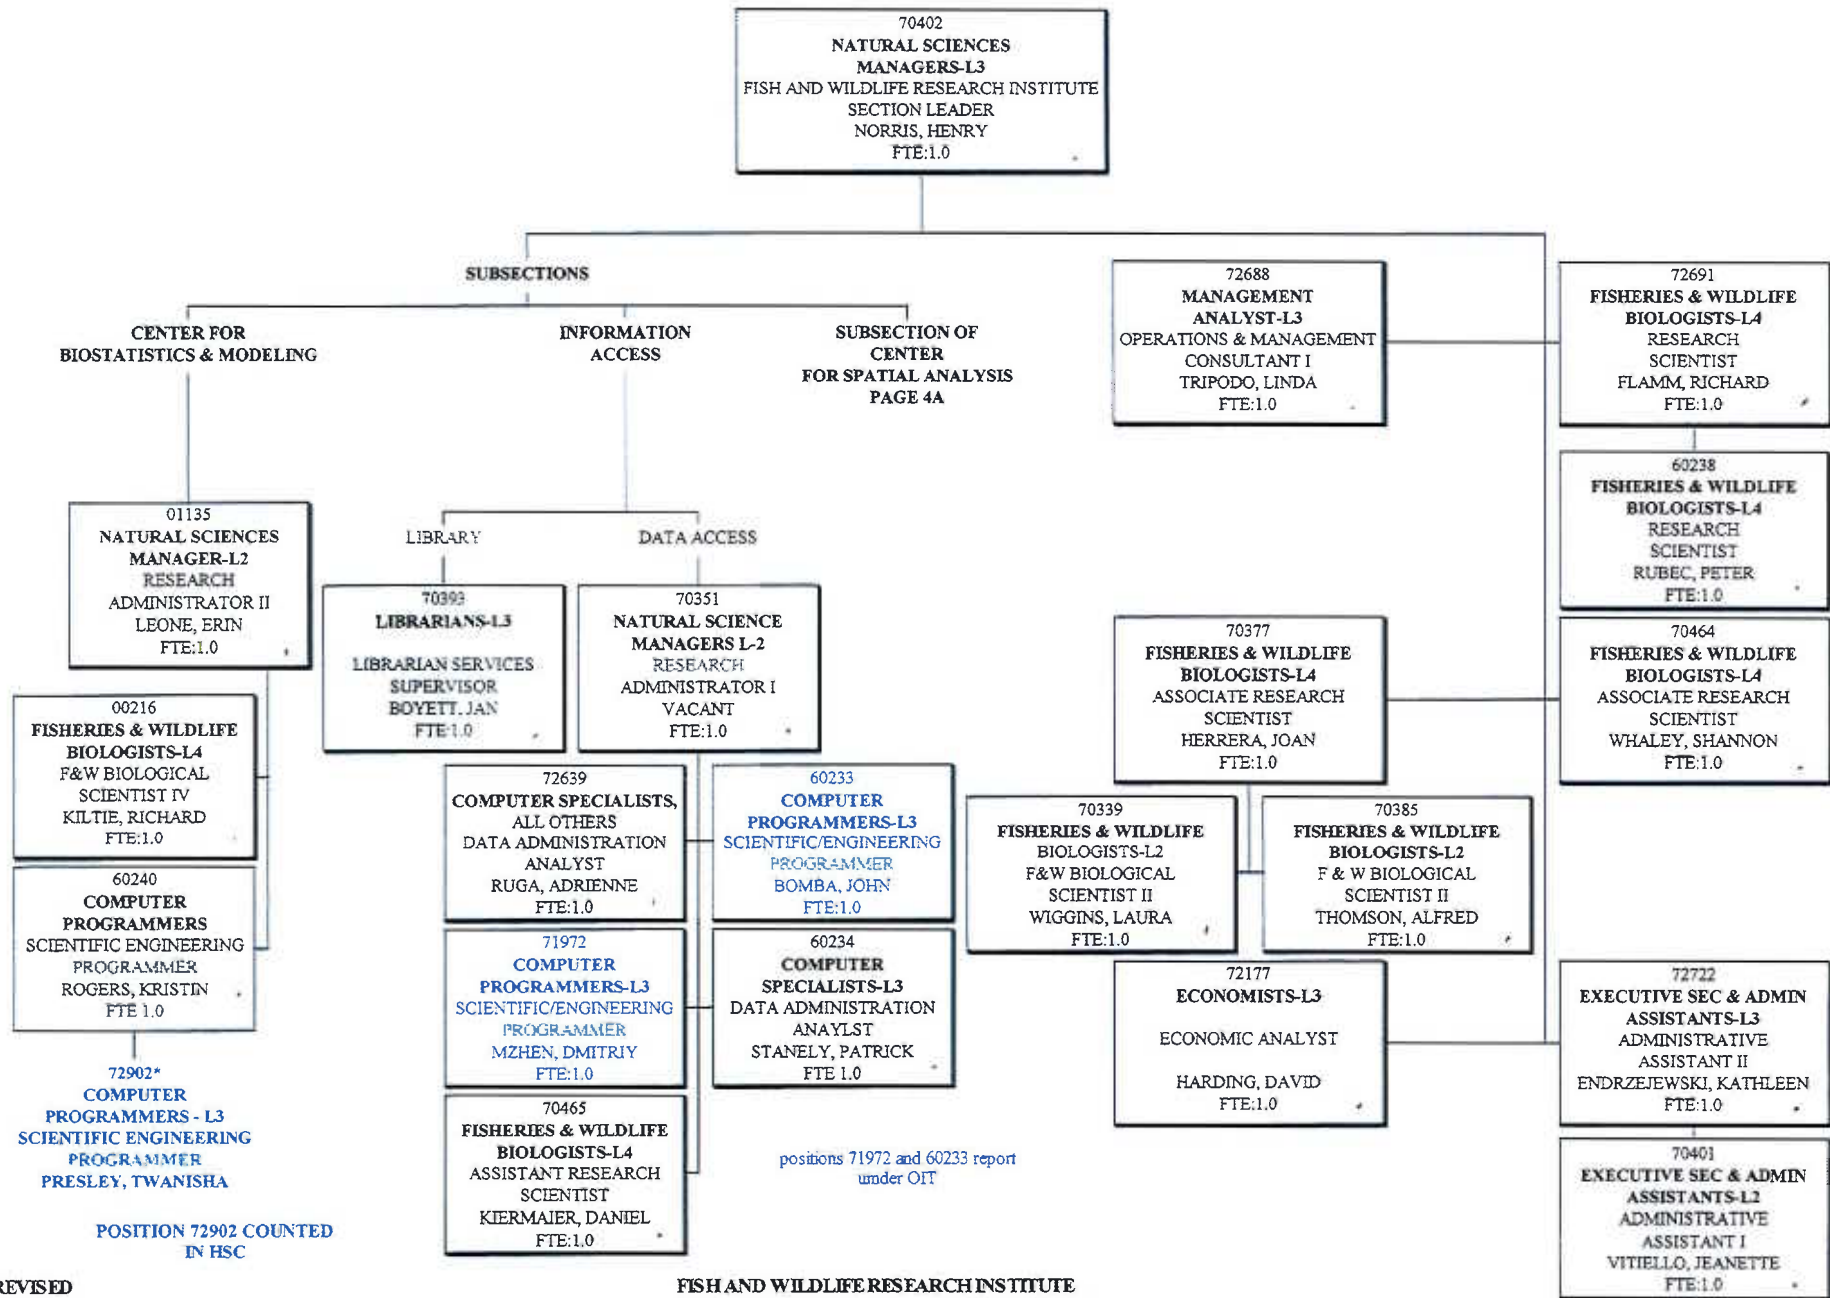 70402
NATURAL SCIENCES
MANAGERS-L3
FISH AND WILDLIFE RESEARCH INSTITUTE
SECTION LEADER
NORRIS, HENRY
FTE:1.0
SUBSECTIONS
CENTER FOR
BIOSTATISTICS & MODELING
INFORMATION
ACCESS
SUBSECTION OF
CENTER
FOR SPATIAL ANALYSIS
PAGE 4A
72688
MANAGEMENT
ANALYST-L3
OPERATIONS & MANAGEMENT
CONSULTANT I
TRIPODO, LINDA
FTE:1.0
72691
FISHERIES & WILDLIFE
BIOLOGISTS-L4
RESEARCH
SCIENTIST
FLAMM, RICHARD
FTE:1.0
60238
FISHERIES & WILDLIFE
BIOLOGISTS-L4
RESEARCH
SCIENTIST
RUBEC, PETER
FTE:1.0
01135
NATURAL SCIENCES
MANAGER-L2
RESEARCH
ADMINISTRATOR II
LEONE, ERIN
FTE:1.0
LIBRARY
DATA ACCESS
70393
LIBRARIANS-L3
LIBRARIAN SERVICES
SUPERVISOR
BOYETT, JAN
FTE:1.0
70351
NATURAL SCIENCE
MANAGERS L-2
RESEARCH
ADMINISTRATOR I
VACANT
FTE:1.0
70377
FISHERIES & WILDLIFE
BIOLOGISTS-L4
ASSOCIATE RESEARCH
SCIENTIST
HERRERA, JOAN
FTE:1.0
70464
FISHERIES & WILDLIFE
BIOLOGISTS-L4
ASSOCIATE RESEARCH
SCIENTIST
WHALEY, SHANNON
FTE:1.0
00216
FISHERIES & WILDLIFE
BIOLOGISTS-L4
F&W BIOLOGICAL
SCIENTIST IV
KILTIE, RICHARD
FTE:1.0
72639
COMPUTER SPECIALISTS,
ALL OTHERS
DATA ADMINISTRATION
ANALYST
RUGA, ADRIENNE
FTE:1.0
60233
COMPUTER
PROGRAMMERS-L3
SCIENTIFIC/ENGINEERING
PROGRAMMER
BOMBA, JOHN
FTE:1.0
70339
FISHERIES & WILDLIFE
BIOLOGISTS-L2
F&W BIOLOGICAL
SCIENTIST II
WIGGINS, LAURA
FTE:1.0
70385
FISHERIES & WILDLIFE
BIOLOGISTS-L2
F & W BIOLOGICAL
SCIENTIST II
THOMSON, ALFRED
FTE:1.0
60240
COMPUTER
PROGRAMMERS
SCIENTIFIC ENGINEERING
PROGRAMMER
ROGERS, KRISTIN
FTE 1.0
71972
COMPUTER
PROGRAMMERS-L3
SCIENTIFIC/ENGINEERING
PROGRAMMER
MZHEN, DMITRIY
FTE:1.0
60234
COMPUTER
SPECIALISTS-L3
DATA ADMINISTRATION
ANAYLST
STANELY, PATRICK
FTE 1.0
72177
ECONOMISTS-L3
ECONOMIC ANALYST
HARDING, DAVID
FTE:1.0
72722
EXECUTIVE SEC & ADMIN
ASSISTANTS-L3
ADMINISTRATIVE
ASSISTANT II
ENDRZEJEWSKI, KATHLEEN
FTE:1.0
72902*
COMPUTER
PROGRAMMERS - L3
SCIENTIFIC ENGINEERING
PROGRAMMER
PRESLEY, TWANISHA
70465
FISHERIES & WILDLIFE
BIOLOGISTS-L4
ASSISTANT RESEARCH
SCIENTIST
KIERMAIER, DANIEL
FTE:1.0
positions 71972 and 60233 report
under OIT
70401
EXECUTIVE SEC & ADMIN
ASSISTANTS-L2
ADMINISTRATIVE
ASSISTANT I
VITIELLO, JEANETTE
FTE:1.0
POSITION 72902 COUNTED
IN HSC
REVISED
FISH AND WILDLIFE RESEARCH INSTITUTE